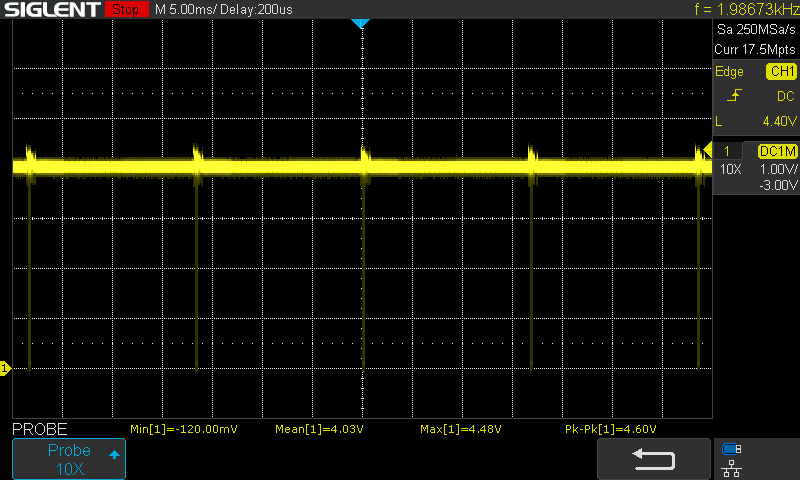 SIGLENT Stop M 5.00ms/ Delay:200us f = 1.98673kHz
Sa 250MSa/s
Curr 17.5Mpts
Edge CH1
DC
L 4.40V
1 DC1M
10X 1.00V/
-3.00V
1
PROBE Min[1]=-120.00mV Mean[1]=4.03V Max[1]=4.48V Pk-Pk[1]=4.60V
Probe
10X